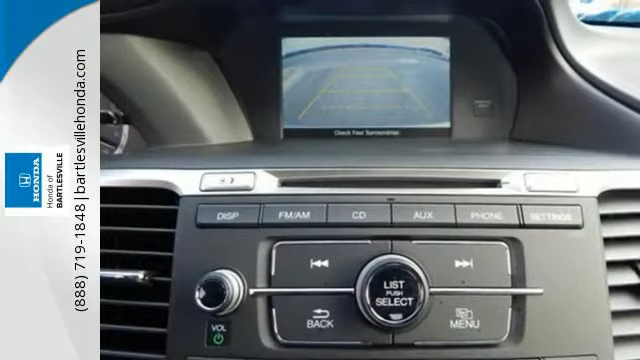 HONDA
Honda of
BARTLESVILLE
(888) 719-1848 | bartlesvillehonda.com
Check Your Surroundings
DISP FM/AM CD AUX PHONE SETTINGS
LIST
PUSH
SELECT
BACK
MENU
VOL